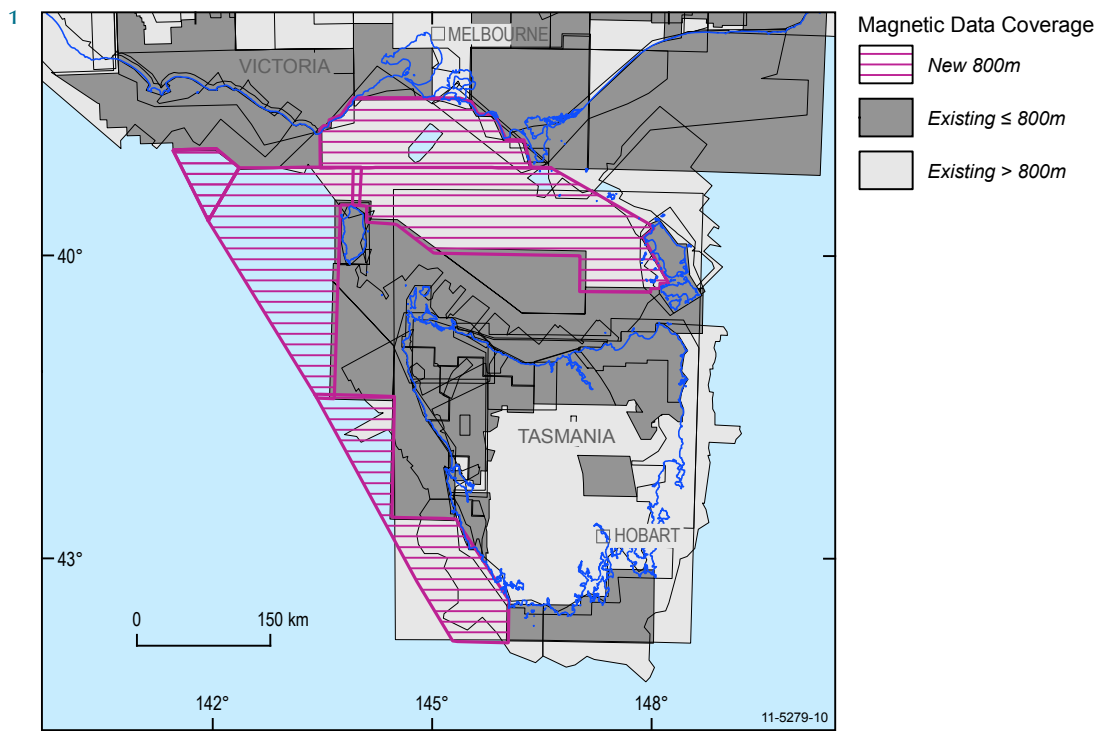 1
Magnetic Data Coverage
New 800m
Existing ≤ 800m
Existing > 800m
MELBOURNE
VICTORIA
40°
TASMANIA
HOBART
43°
0 150 km
142° 145° 148°
11-5279-10